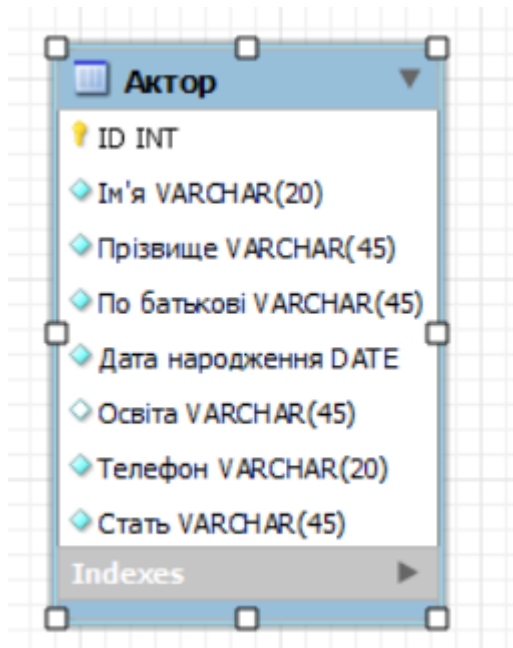 Актор
ID INT
Ім'я VARCHAR(20)
Прізвище VARCHAR(45)
По батькові VARCHAR(45)
Дата народження DATE
Освіта VARCHAR(45)
Телефон VARCHAR(20)
Стать VARCHAR(45)
Indexes